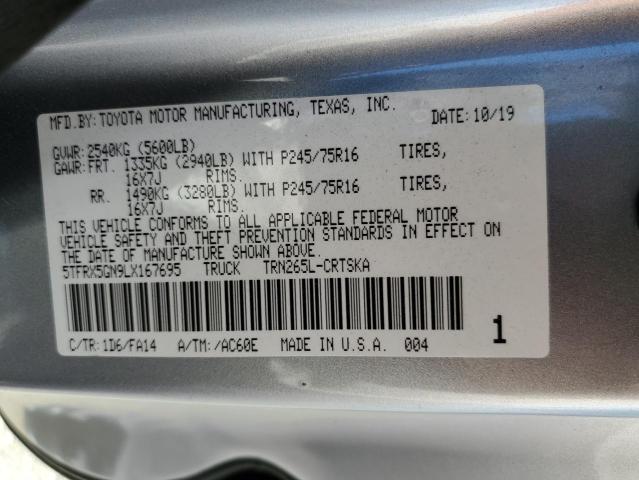 MFD.BY:TOYOTA MOTOR MANUFACTURING, TEXAS, INC. DATE:10/19
GVWR:2540KG (5600LB)
GAWR:FRT. 1335KG (2940LB) WITH P245/75R16 TIRES,
16X7J RIMS.
RR. 1490KG (3280LB) WITH P245/75R16 TIRES,
16X7J RIMS.
THIS VEHICLE CONFORMS TO ALL APPLICABLE FEDERAL MOTOR
VEHICLE SAFETY AND THEFT PREVENTION STANDARDS IN EFFECT ON
THE DATE OF MANUFACTURE SHOWN ABOVE.
5TFRX5GN9LX167695 TRUCK TRN265L-CRTSKA
C/TR:1D6/FA14 A/TM:/AC60E MADE IN U.S.A. 004 1